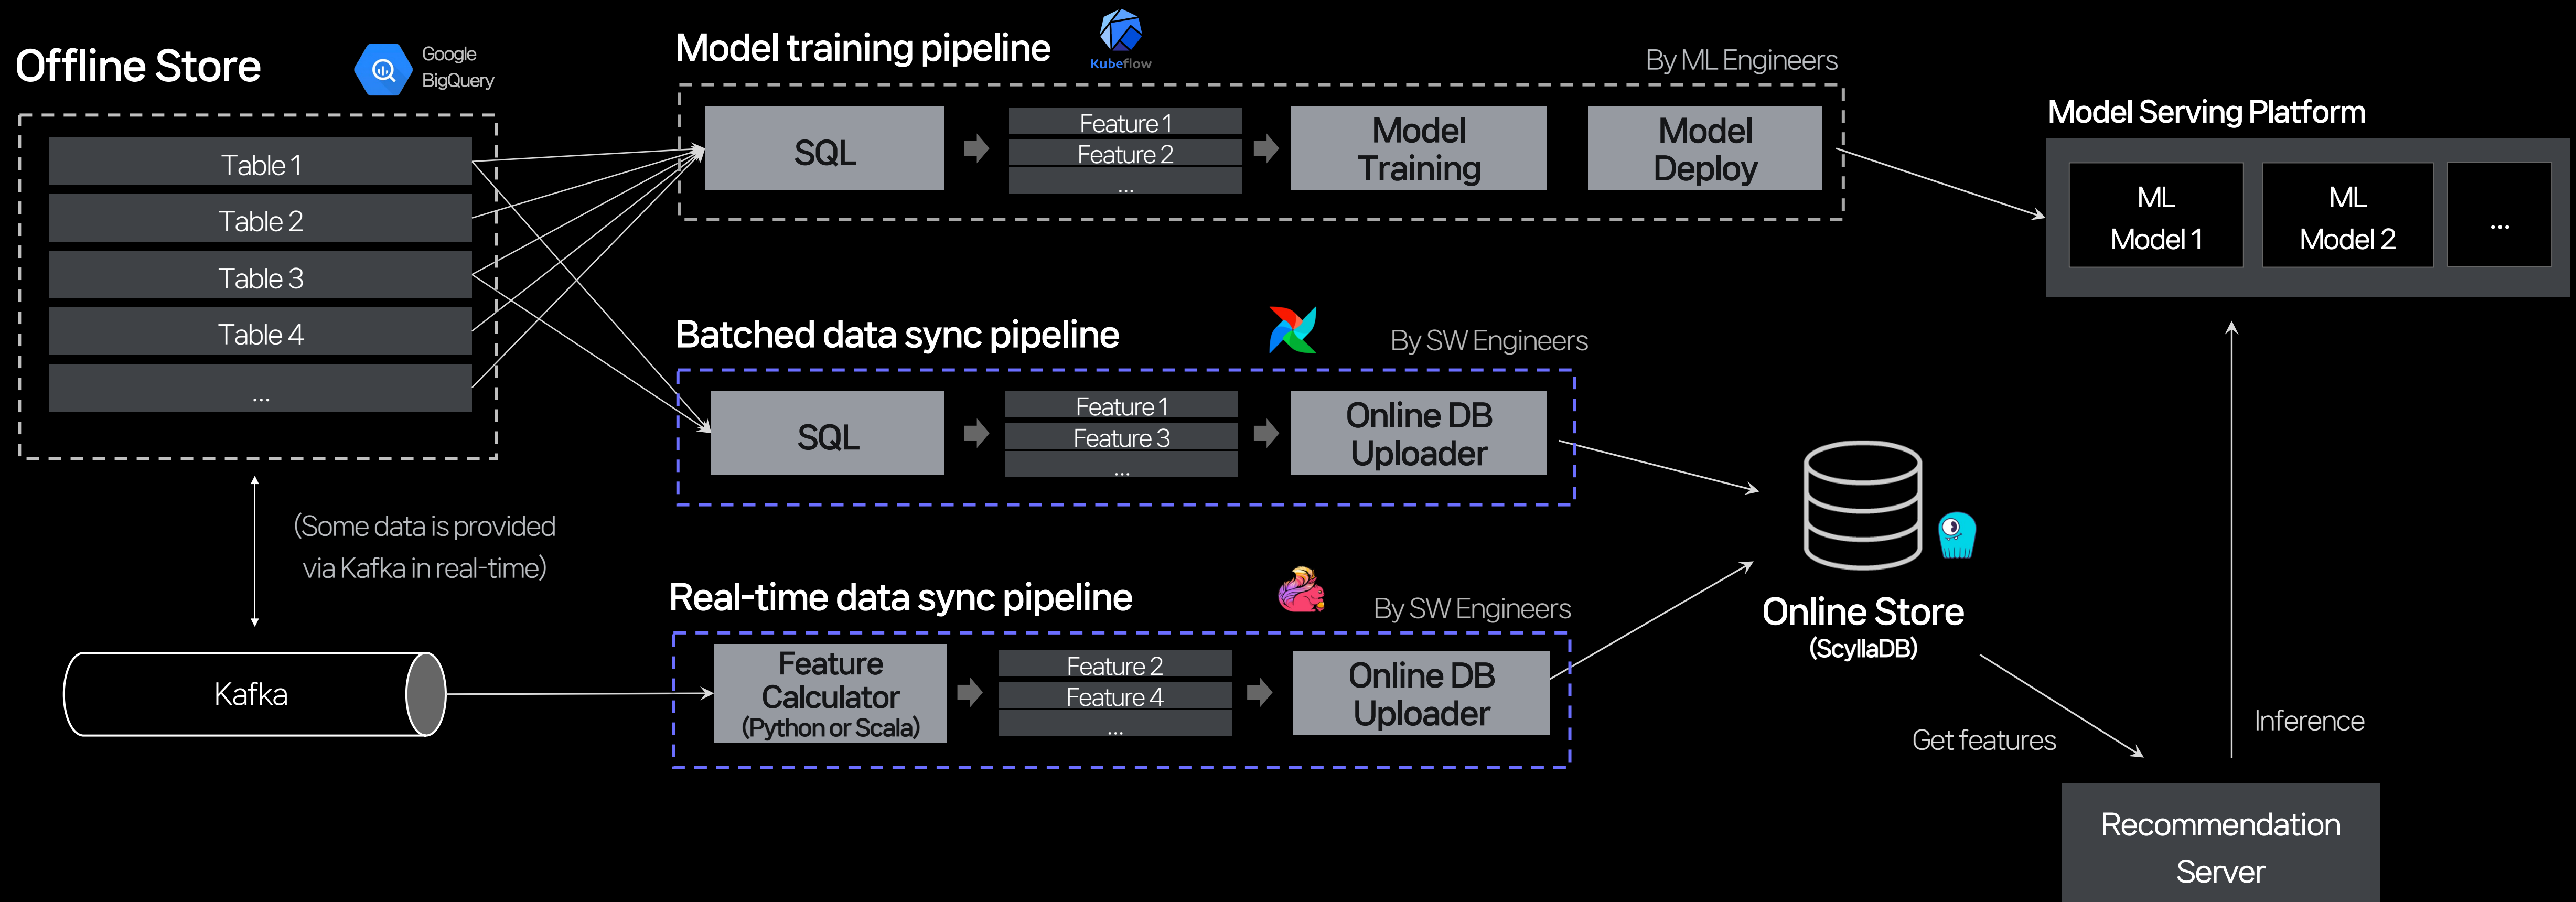 Offline Store
Google
BigQuery
Table 1
Table 2
Table 3
Table 4
...
(Some data is provided
via Kafka in real-time)
Kafka
Model training pipeline
Kubeflow
By ML Engineers
SQL
Feature 1
Feature 2
...
Model
Training
Model
Deploy
Batched data sync pipeline
By SW Engineers
SQL
Feature 1
Feature 3
...
Online DB
Uploader
Real-time data sync pipeline
By SW Engineers
Feature
Calculator
(Python or Scala)
Feature 2
Feature 4
...
Online DB
Uploader
Online Store
(ScyllaDB)
Get features
Model Serving Platform
ML
Model 1
ML
Model 2
...
Inference
Recommendation
Server